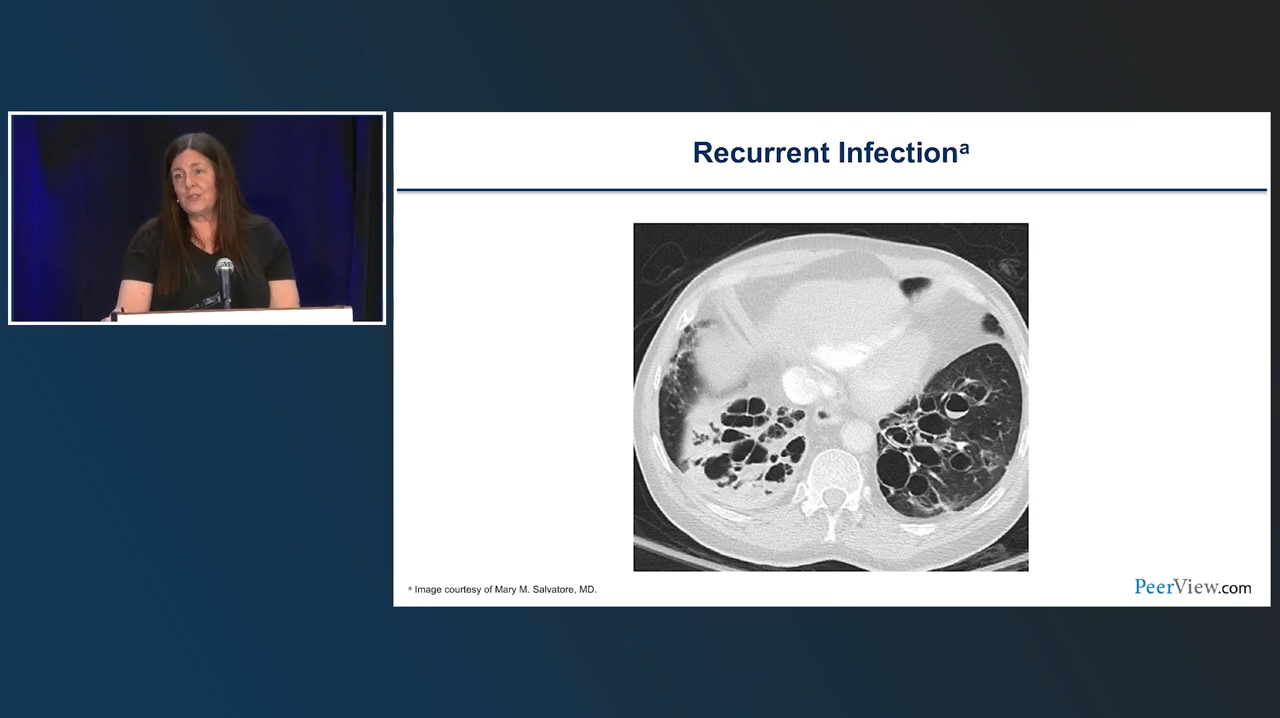 Recurrent Infectionᵃ
ᵃ Image courtesy of Mary M. Salvatore, MD.
PeerView.com